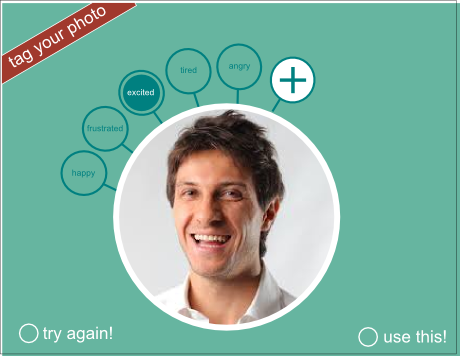 tag your photo
angry
tired
excited
frustrated
happy
try again!
use this!